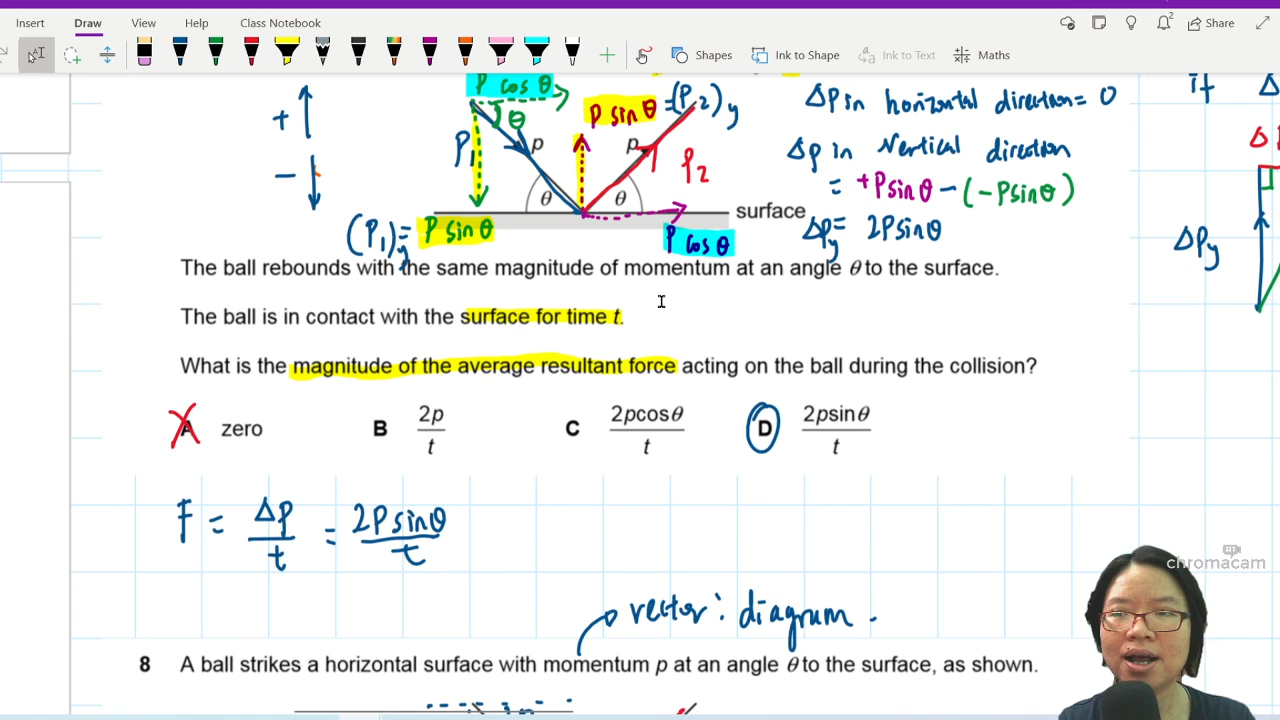 Insert Draw View Help Class Notebook
2 Share
Shapes Ink to Shape Ink to Text Maths
P cos θ
+
−
θ
P sin θ =(P2)y
P1
p
p
P2
θ
θ
surface
(P1)y = P sin θ
P cos θ
Δp in horizontal direction = 0
Δp in vertical direction
= +Psinθ − (−Psinθ)
Δpy = 2Psinθ
if Δ
ΔPy
The ball rebounds with the same magnitude of momentum at an angle θ to the surface.
The ball is in contact with the surface for time t.
What is the magnitude of the average resultant force acting on the ball during the collision?
A zero B 2p/t C 2pcosθ/t D 2psinθ/t
F = Δp/t = 2Psinθ/t
chromacam
vector : diagram .
8 A ball strikes a horizontal surface with momentum p at an angle θ to the surface, as shown.